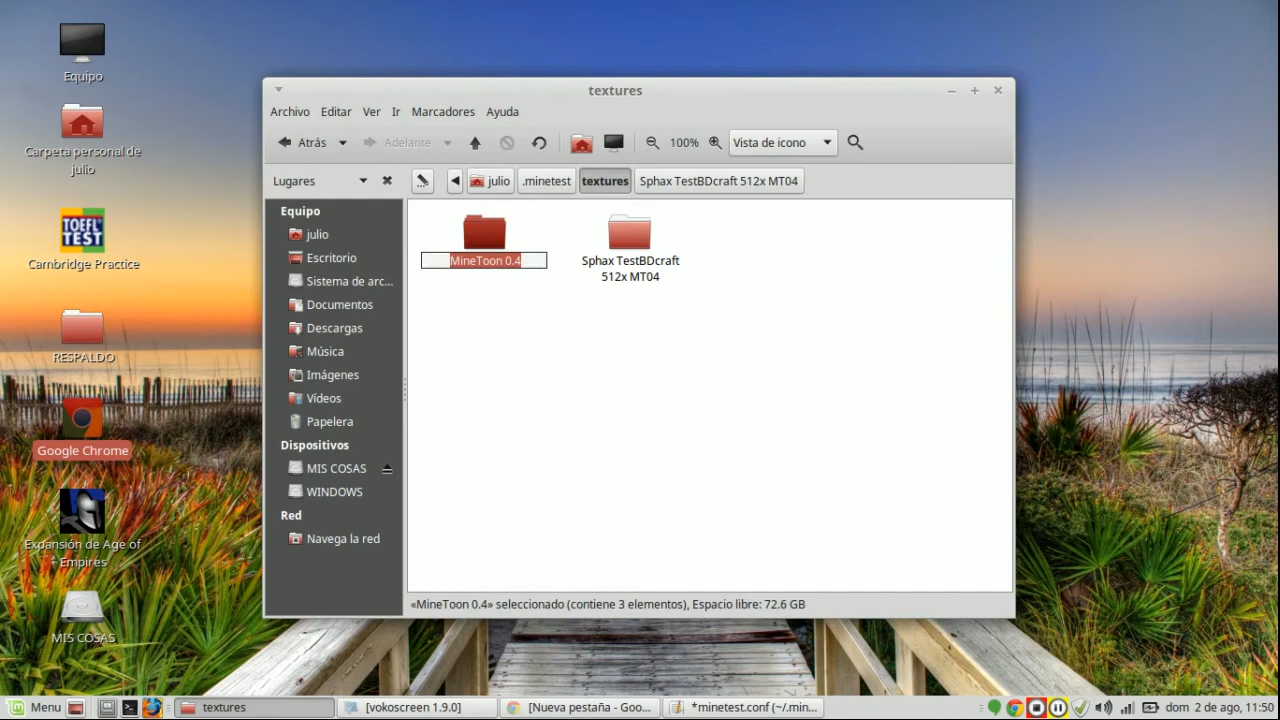 Equipo
Carpeta personal de
julio
TOEFL
TEST
Cambridge Practice
RESPALDO
Google Chrome
Expansión de Age of
Empires
MIS COSAS
textures
Archivo Editar Ver Ir Marcadores Ayuda
Atrás Adelante 100% Vista de icono
Lugares julio .minetest textures Sphax TestBDcraft 512x MT04
Equipo
julio
Escritorio
Sistema de arc...
Documentos
Descargas
Música
Imágenes
Vídeos
Papelera
Dispositivos
MIS COSAS
WINDOWS
Red
Navega la red
MineToon 0.4
Sphax TestBDcraft
512x MT04
«MineToon 0.4» seleccionado (contiene 3 elementos), Espacio libre: 72.6 GB
Menu textures [vokoscreen 1.9.0] [Nueva pestaña - Goo... *minetest.conf (~/.min... dom 2 de ago, 11:50